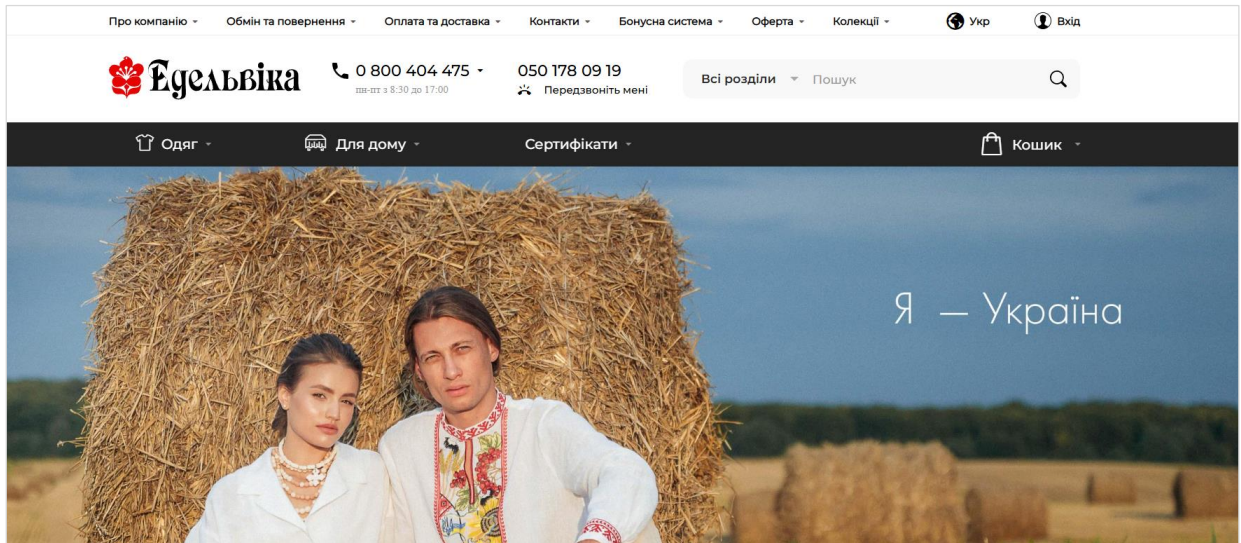 Про компанію Обмін та повернення Оплата та доставка Контакти Бонусна система Оферта Колекції Укр Вхід
Едельвіка 0 800 404 475 050 178 09 19 Всі розділи Пошук
пн-пт з 8:30 до 17:00 Передзвоніть мені
Одяг Для дому Сертифікати Кошик
Я — Україна